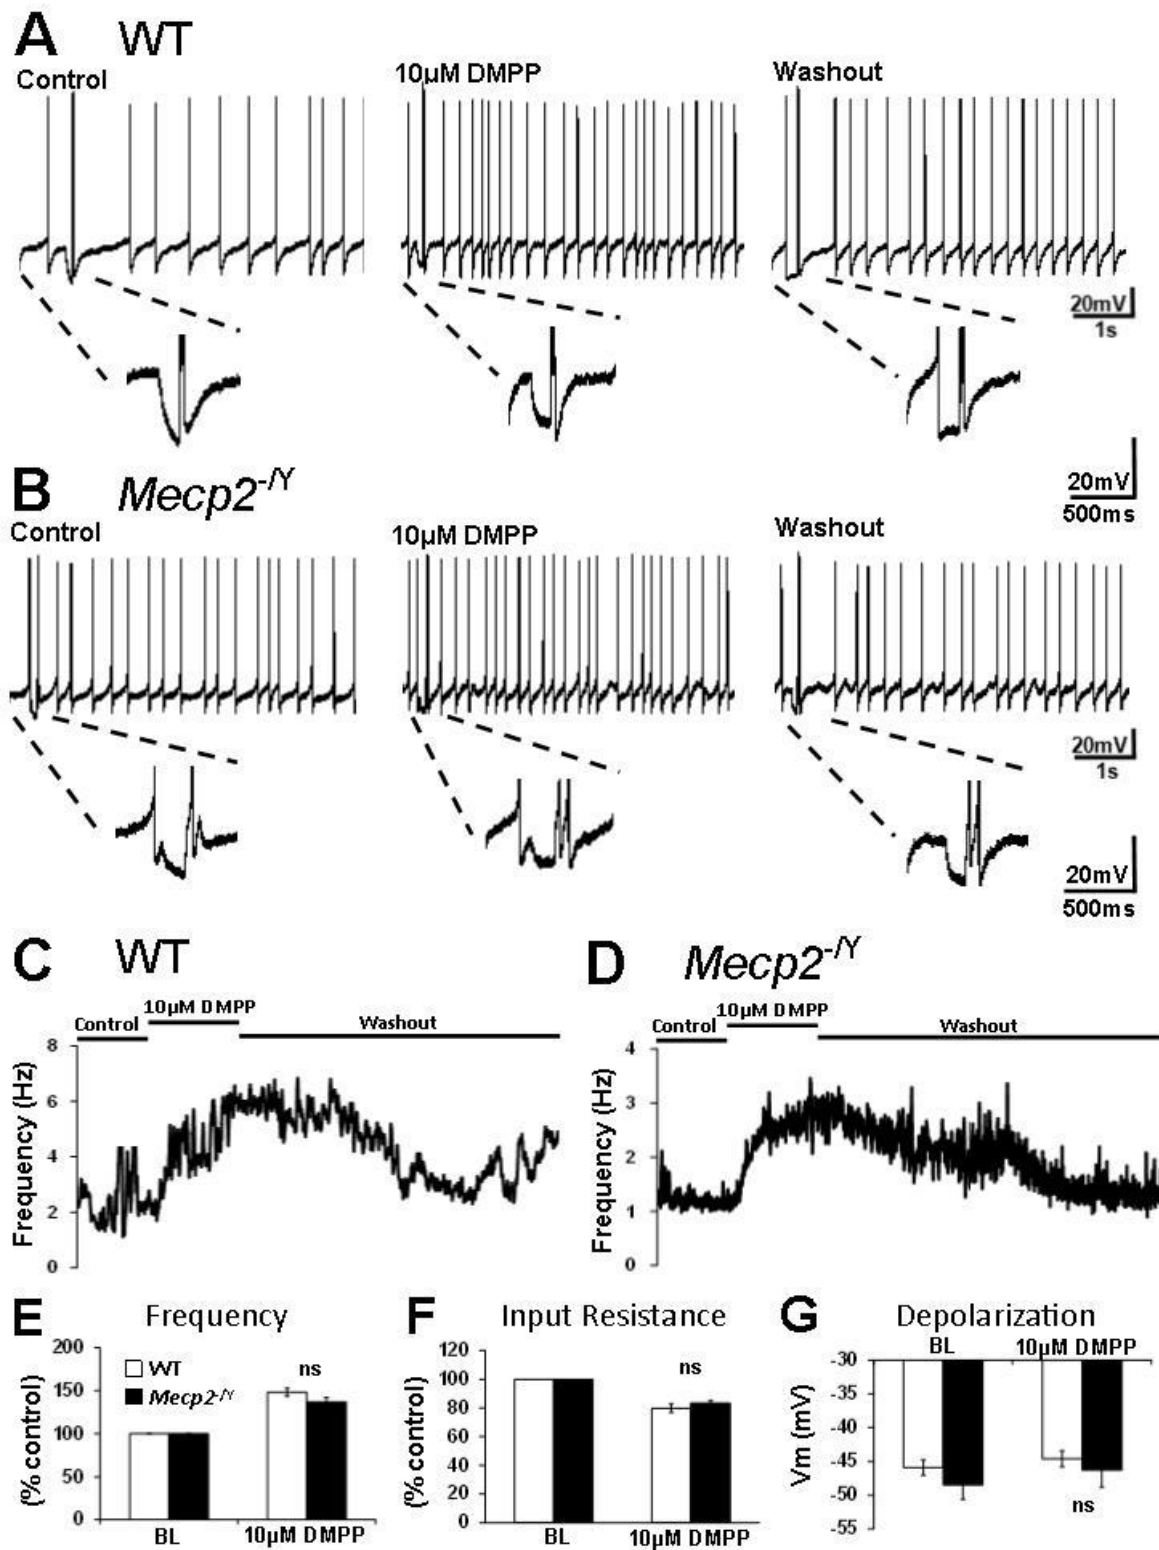 A WT
Control
10µM DMPP
Washout
20mV
1s
20mV
500ms
B Mecp2-/Y
Control
10µM DMPP
Washout
20mV
1s
20mV
500ms
C WT
Control
10µM DMPP
Washout
Frequency (Hz)
8
6
4
2
0
D Mecp2-/Y
Control
10µM DMPP
Washout
Frequency (Hz)
4
3
2
1
0
E Frequency
(% control)
200
150
100
50
0
WT
Mecp2-/Y
ns
BL
10µM DMPP
F Input Resistance
(% control)
120
100
80
60
40
20
0
ns
BL
10µM DMPP
G Depolarization
BL
10µM DMPP
Vm (mV)
-30
-35
-40
-45
-50
-55
ns